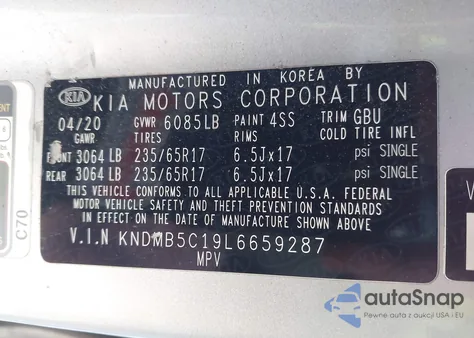 MANUFACTURED IN KOREA BY
KIA KIA MOTORS CORPORATION
04/20 GVWR 6085LB PAINT 4SS TRIM GBU
GAWR TIRES RIMS COLD TIRE INFL
FRONT 3064 LB 235/65R17 6.5Jx17 psi SINGLE
REAR 3064 LB 235/65R17 6.5Jx17 psi SINGLE
THIS VEHICLE CONFORMS TO ALL APPLICABLE U.S.A. FEDERAL
MOTOR VEHICLE SAFETY AND THEFT PREVENTION STANDARDS
IN EFFECT ON THE DATE OF MANUFACTURE SHOWN ABOVE
V.I.N KNDMB5C19L6659287
MPV
C70
autoSnap
Pewne auta z aukcji USA i EU